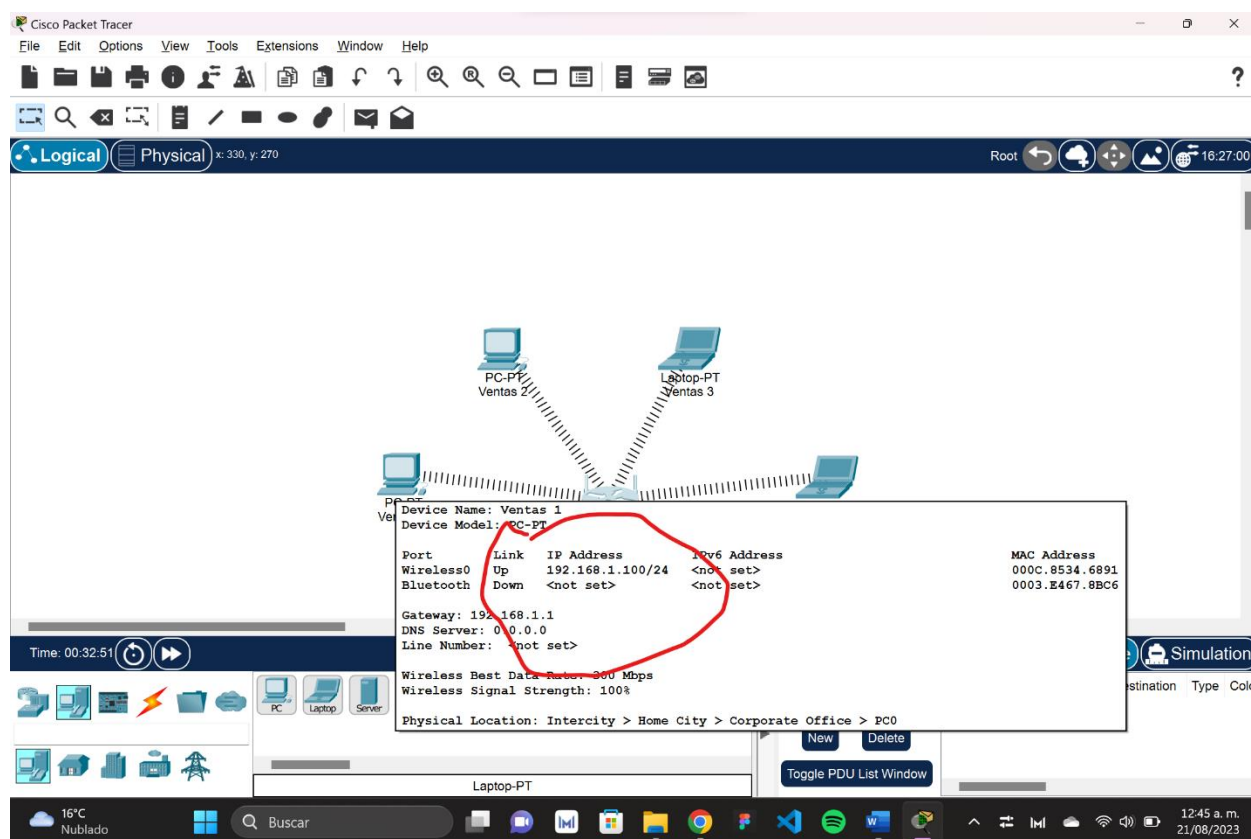 Cisco Packet Tracer
File Edit Options View Tools Extensions Window Help
?
Logical Physical x: 330, y: 270 Root 16:27:00
PC-PT
Ventas 2
Laptop-PT
Ventas 3
Device Name: Ventas 1
Device Model: PC-PT
Port Link IP Address IPv6 Address MAC Address
Wireless0 Up 192.168.1.100/24 <not set> 000C.8534.6891
Bluetooth Down <not set> <not set> 0003.E467.8BC6
Gateway: 192.168.1.1
DNS Server: 0.0.0.0
Line Number: <not set>
Wireless Best Data Rate: 300 Mbps
Wireless Signal Strength: 100%
Physical Location: Intercity > Home City > Corporate Office > PC0
Time: 00:32:51 Simulation
PC Laptop Server
Type
New Delete
Toggle PDU List Window
Laptop-PT
16°C
Nublado
Buscar
12:45 a. m.
21/08/2023